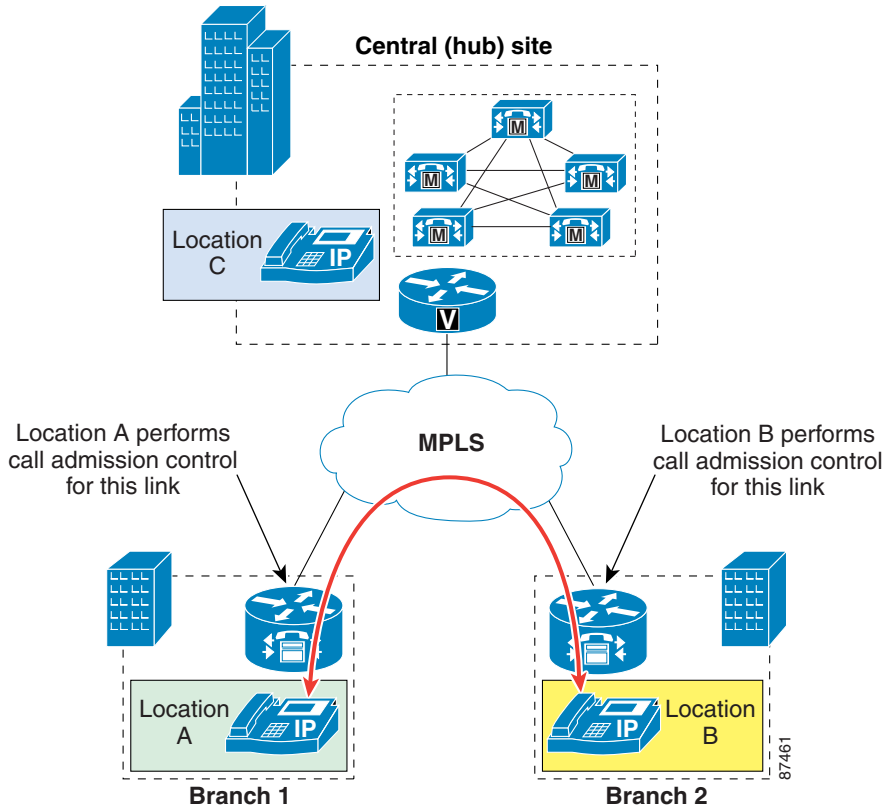 Central (hub) site
M
M
M
M
M
Location
C
IP
V
MPLS
Location A performs
call admission control
for this link
Location B performs
call admission control
for this link
Location
A
IP
IP
Location
B
87461
Branch 1
Branch 2